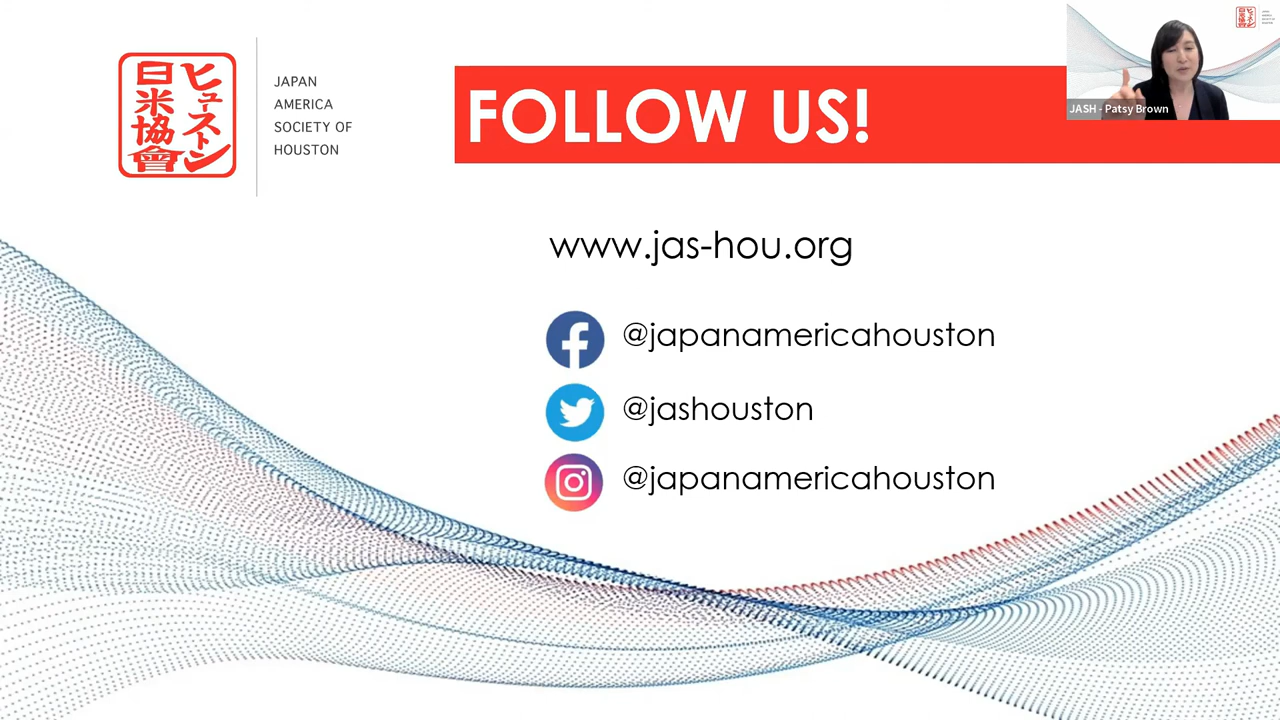 ヒューストン
日米協會
JAPAN
AMERICA
SOCIETY OF
HOUSTON
FOLLOW US!
JASH - Patsy Brown
www.jas-hou.org
@japanamericahouston
@jashouston
@japanamericahouston